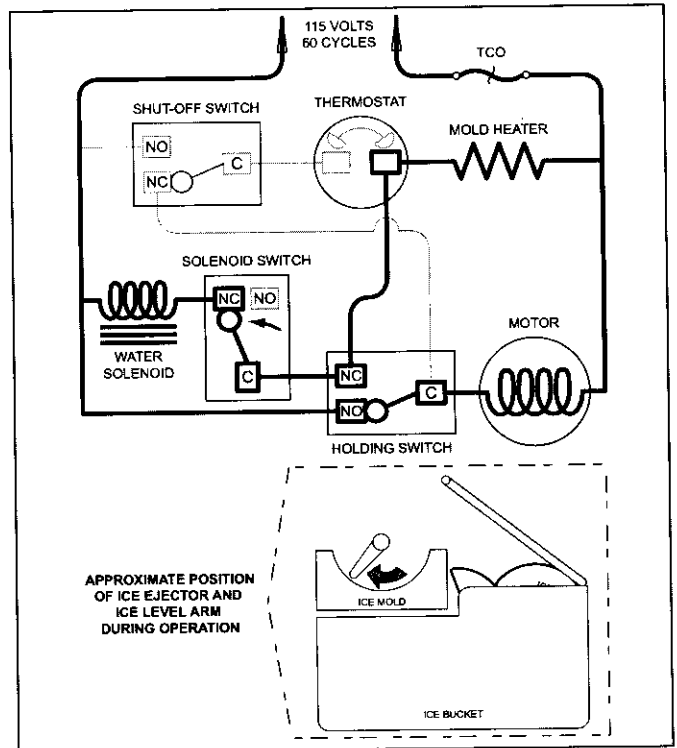 115 VOLTS
60 CYCLES
TCO
SHUT-OFF SWITCH
THERMOSTAT
MOLD HEATER
NO
NC
C
SOLENOID SWITCH
NC
NO
MOTOR
WATER
SOLENOID
C
NC
C
NO
HOLDING SWITCH
APPROXIMATE POSITION
OF ICE EJECTOR AND
ICE LEVEL ARM
DURING OPERATION
ICE MOLD
ICE BUCKET